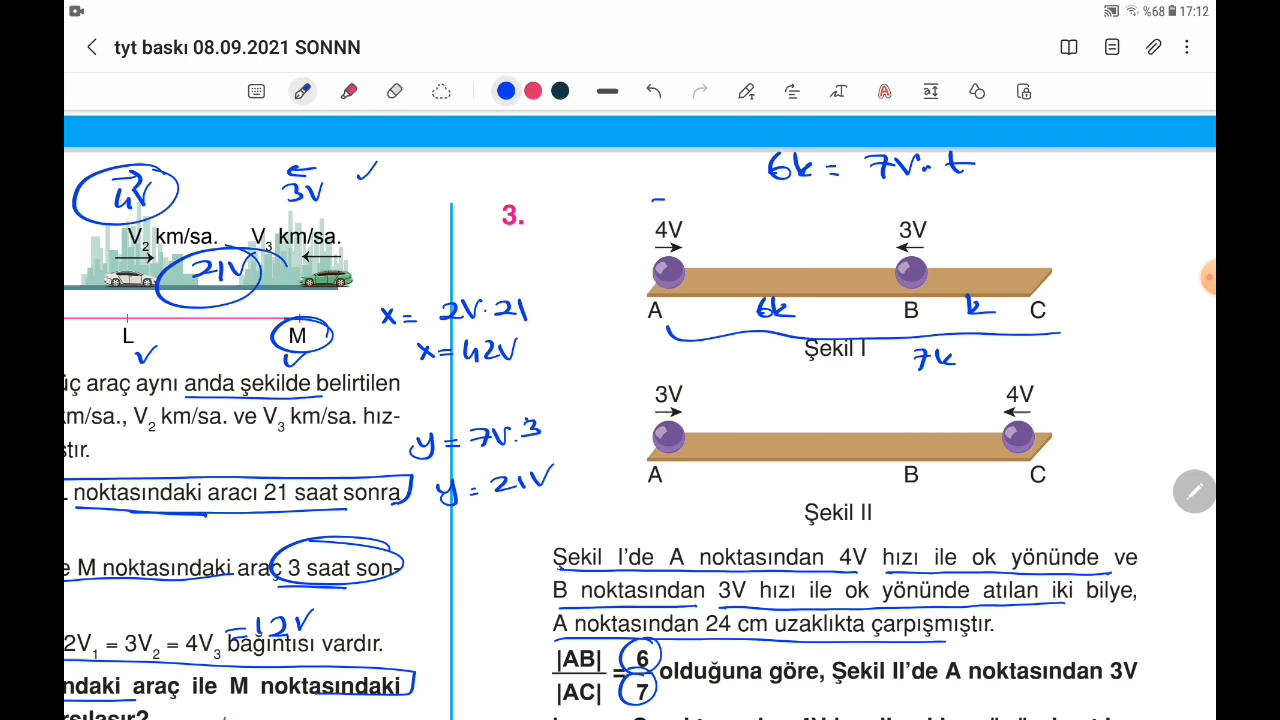 %68 17:12
tyt baskı 08.09.2021 SONNN
6k = 7V. t
4V
3V
V2 km/sa.
V3 km/sa.
21V
L
M
x = 2V.21
x = 42V
y = 7V.3
y = 21V
üç araç aynı anda şekilde belirtilen
km/sa., V2 km/sa. ve V3 km/sa. hız-
ştır.
noktasındaki aracı 21 saat sonra
e M noktasındaki araç 3 saat son-
= 12V
2V1 = 3V2 = 4V3 bağıntısı vardır.
ndaki araç ile M noktasındaki
rşılaşır?
3.
4V
3V
6k
k
A
B
C
7k
Şekil I
3V
4V
A
B
C
Şekil II
Şekil I'de A noktasından 4V hızı ile ok yönünde ve
B noktasından 3V hızı ile ok yönünde atılan iki bilye,
A noktasından 24 cm uzaklıkta çarpışmıştır.
|AB| / |AC| = 6 / 7 olduğuna göre, Şekil II'de A noktasından 3V